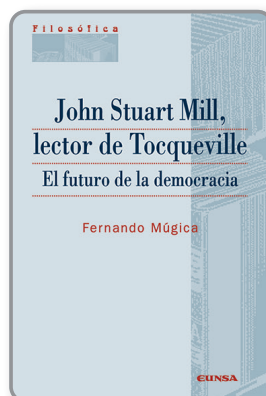 Filosófica
John Stuart Mill,
lector de Tocqueville
El futuro de la democracia
Fernando Múgica
EUNSA